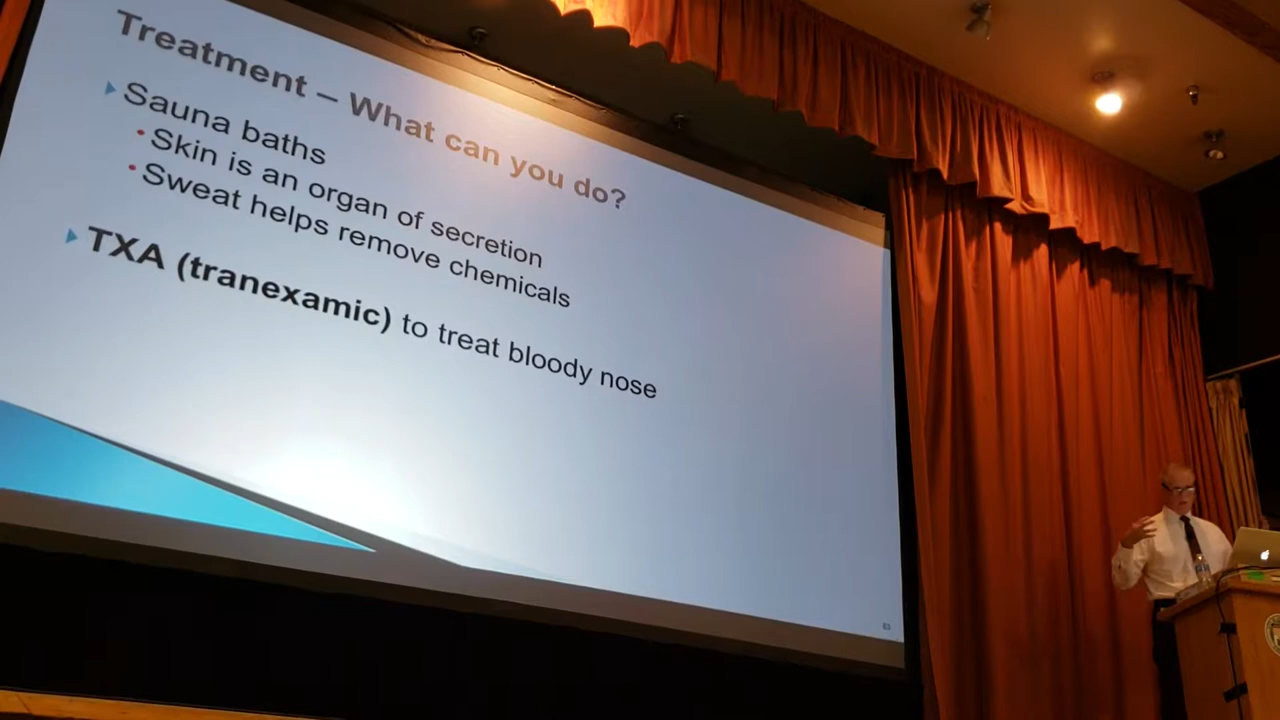 Treatment – What can you do?
Sauna baths
Skin is an organ of secretion
Sweat helps remove chemicals
TXA (tranexamic) to treat bloody nose